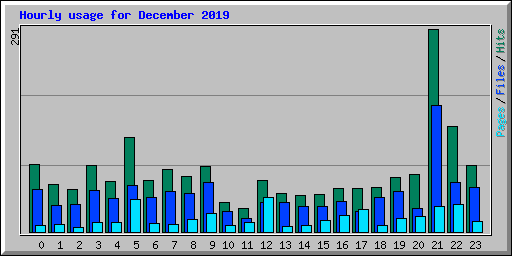 Hourly usage for December 2019
291
Pages / Files / Hits
0 1 2 3 4 5 6 7 8 9 10 11 12 13 14 15 16 17 18 19 20 21 22 23